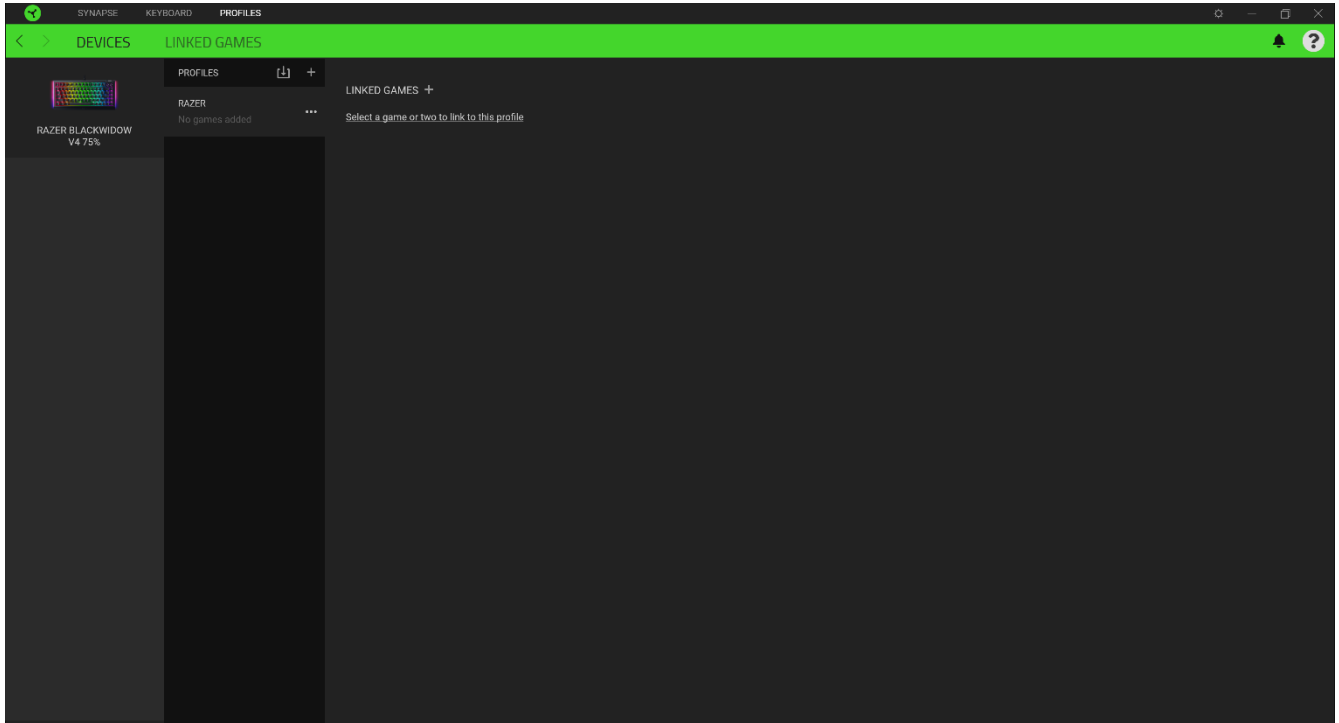 SYNAPSE KEYBOARD PROFILES
DEVICES LINKED GAMES
?
RAZER BLACKWIDOW
V4 75%
PROFILES
RAZER
No games added
LINKED GAMES +
Select a game or two to link to this profile